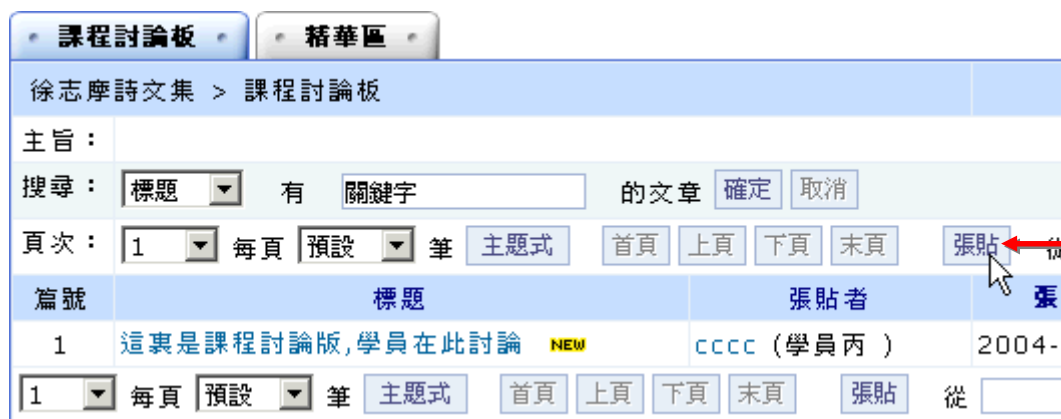 課程討論板 精華區
徐志摩詩文集 > 課程討論板
主旨：
搜尋： 標題 有 關鍵字 的文章 確定 取消
頁次： 1 每頁 預設 筆 主題式 首頁 上頁 下頁 末頁 張貼 從
篇號 標題 張貼者 張
1 這裏是課程討論版,學員在此討論 NEW cccc (學員丙 ) 2004-
1 每頁 預設 筆 主題式 首頁 上頁 下頁 末頁 張貼 從